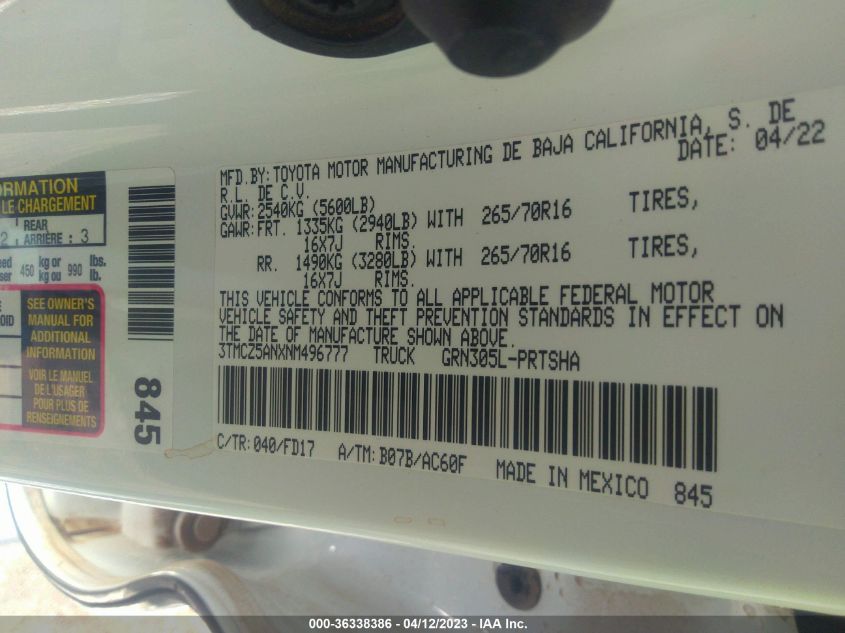 MFD.BY:TOYOTA MOTOR MANUFACTURING DE BAJA CALIFORNIA, S. DE
R.L. DE C.V. DATE: 04/22
GVWR:2540KG (5600LB)
GAWR:FRT. 1335KG (2940LB) WITH 265/70R16 TIRES,
16X7J RIMS.
RR. 1490KG (3280LB) WITH 265/70R16 TIRES,
16X7J RIMS.
THIS VEHICLE CONFORMS TO ALL APPLICABLE FEDERAL MOTOR
VEHICLE SAFETY AND THEFT PREVENTION STANDARDS IN EFFECT ON
THE DATE OF MANUFACTURE SHOWN ABOVE.
3TMCZ5ANXNM496777 TRUCK GRN305L-PRTSHA
C/TR:040/FD17 A/TM:B07B/AC60F MADE IN MEXICO 845
LE CHARGEMENT
REAR
ARRIÈRE : 3
450 kg or 990 lbs.
kg ou lb.
SEE OWNER'S
MANUAL FOR
ADDITIONAL
INFORMATION
VOIR LE MANUEL
DE L'USAGER
POUR PLUS DE
RENSEIGNEMENTS
845
000-36338386 - 04/12/2023 - IAA Inc.